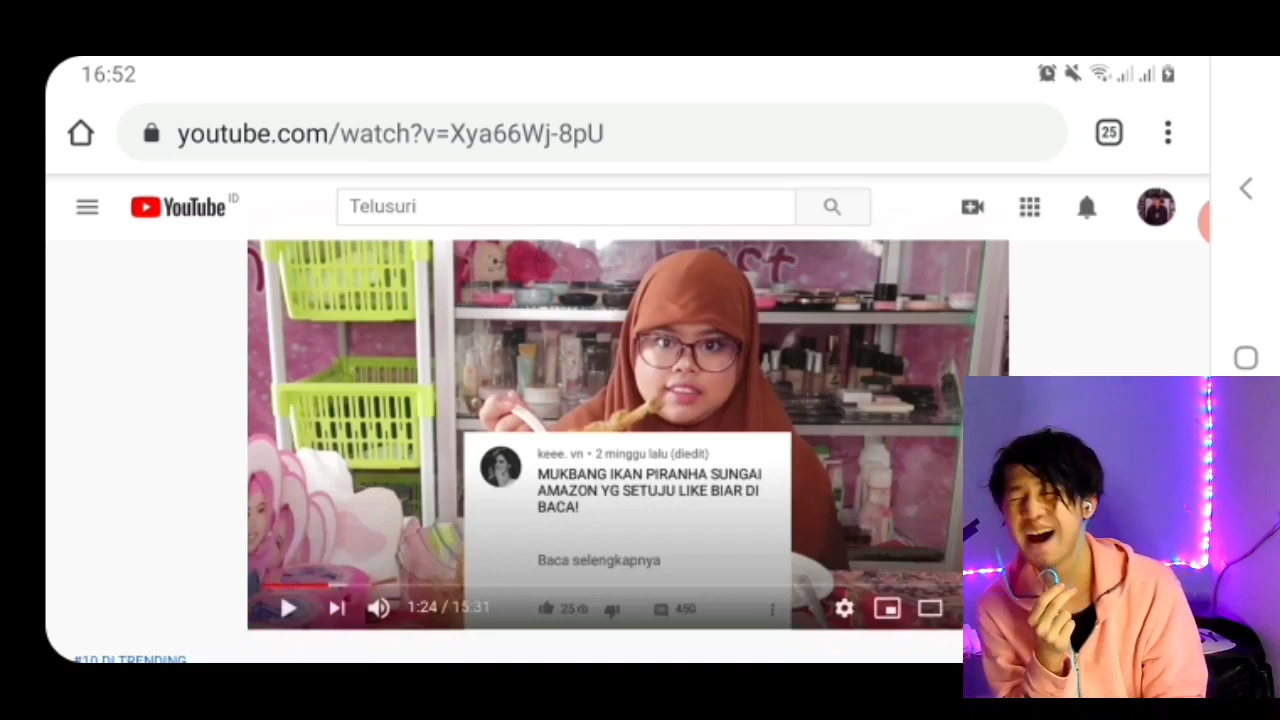 16:52
youtube.com/watch?v=Xya66Wj-8pU
25
YouTube ID
Telusuri
keee. vn • 2 minggu lalu (diedit)
MUKBANG IKAN PIRANHA SUNGAI
AMAZON YG SETUJU LIKE BIAR DI
BACA!
Baca selengkapnya
1:24 / 15:31
25 rb
450
#10 DI TRENDING